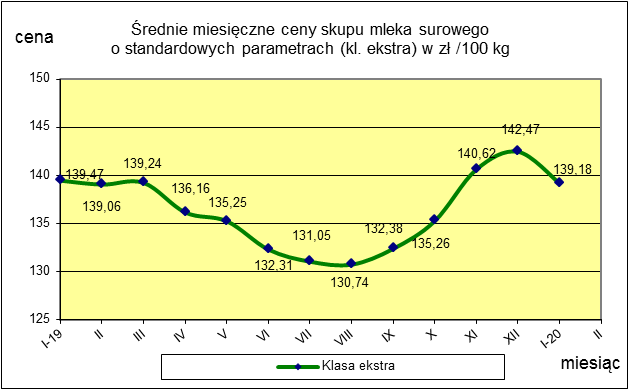 Średnie miesięczne ceny skupu mleka surowego
o standardowych parametrach (kl. ekstra) w zł /100 kg
cena
150
145
140
135
130
125
139,47
139,06
139,24
136,16
135,25
132,31
131,05
130,74
132,38
135,26
140,62
142,47
139,18
I-19
II
III
IV
V
VI
VII
VIII
IX
X
XI
XII
I-20
II
miesiąc
Klasa ekstra